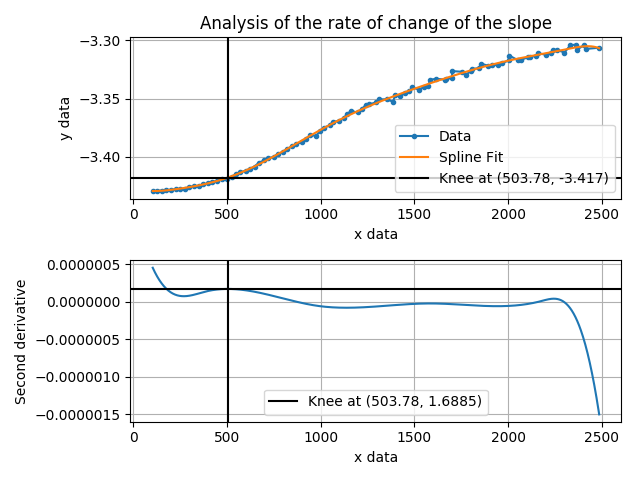 Analysis of the rate of change of the slope
y data
−3.30
−3.35
−3.40
Data
Spline Fit
Knee at (503.78, -3.417)
0 500 1000 1500 2000 2500
x data
Second derivative
0.0000005
0.0000000
−0.0000005
−0.0000010
−0.0000015
Knee at (503.78, 1.6885)
0 500 1000 1500 2000 2500
x data